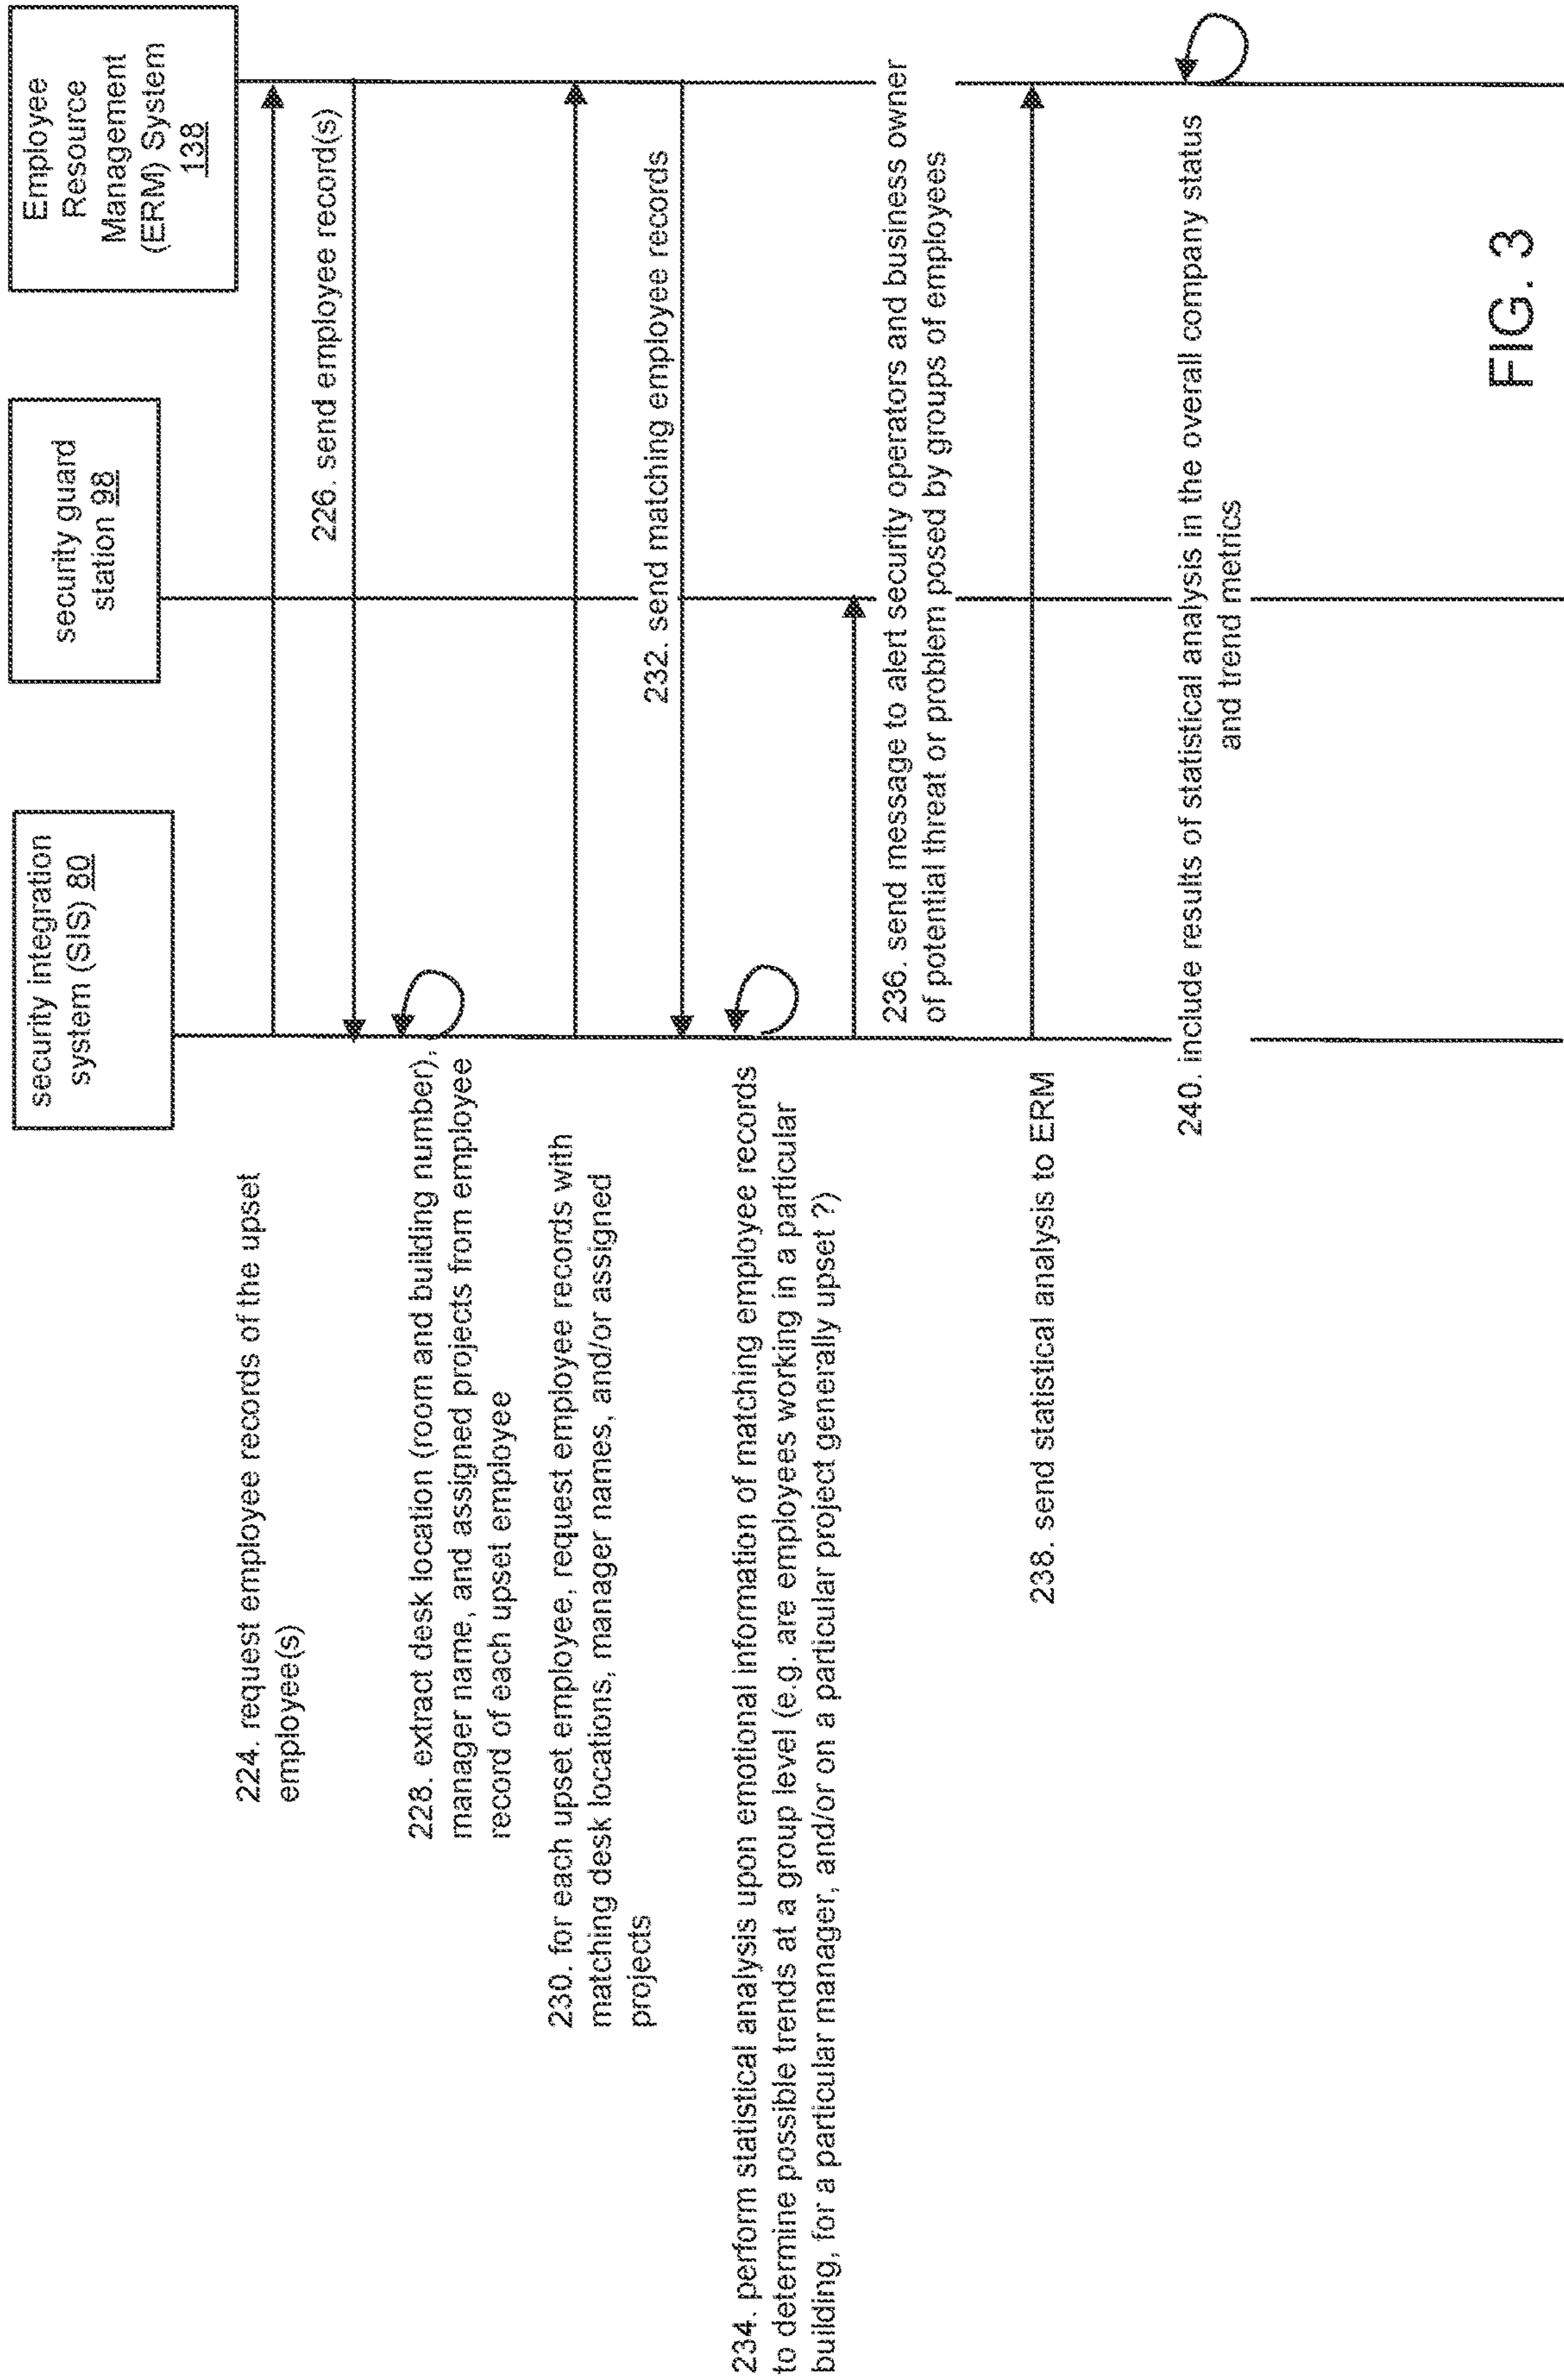 security integration
system (SIS) 80
security guard
station 98
Employee
Resource
Management
(ERM) System
138
224. request employee records of the upset
employee(s)
226. send employee record(s)
228. extract desk location (room and building number),
manager name, and assigned projects from employee
record of each upset employee
230. for each upset employee, request employee records with
matching desk locations, manager names, and/or assigned
projects
232. send matching employee records
234. perform statistical analysis upon emotional information of matching employee records
to determine possible trends at a group level (e.g. are employees working in a particular
building, for a particular manager, and/or on a particular project generally upset ?)
236. send message to alert security operators and business owner
of potential threat or problem posed by groups of employees
238. send statistical analysis to ERM
240. include results of statistical analysis in the overall company status
and trend metrics
FIG. 3